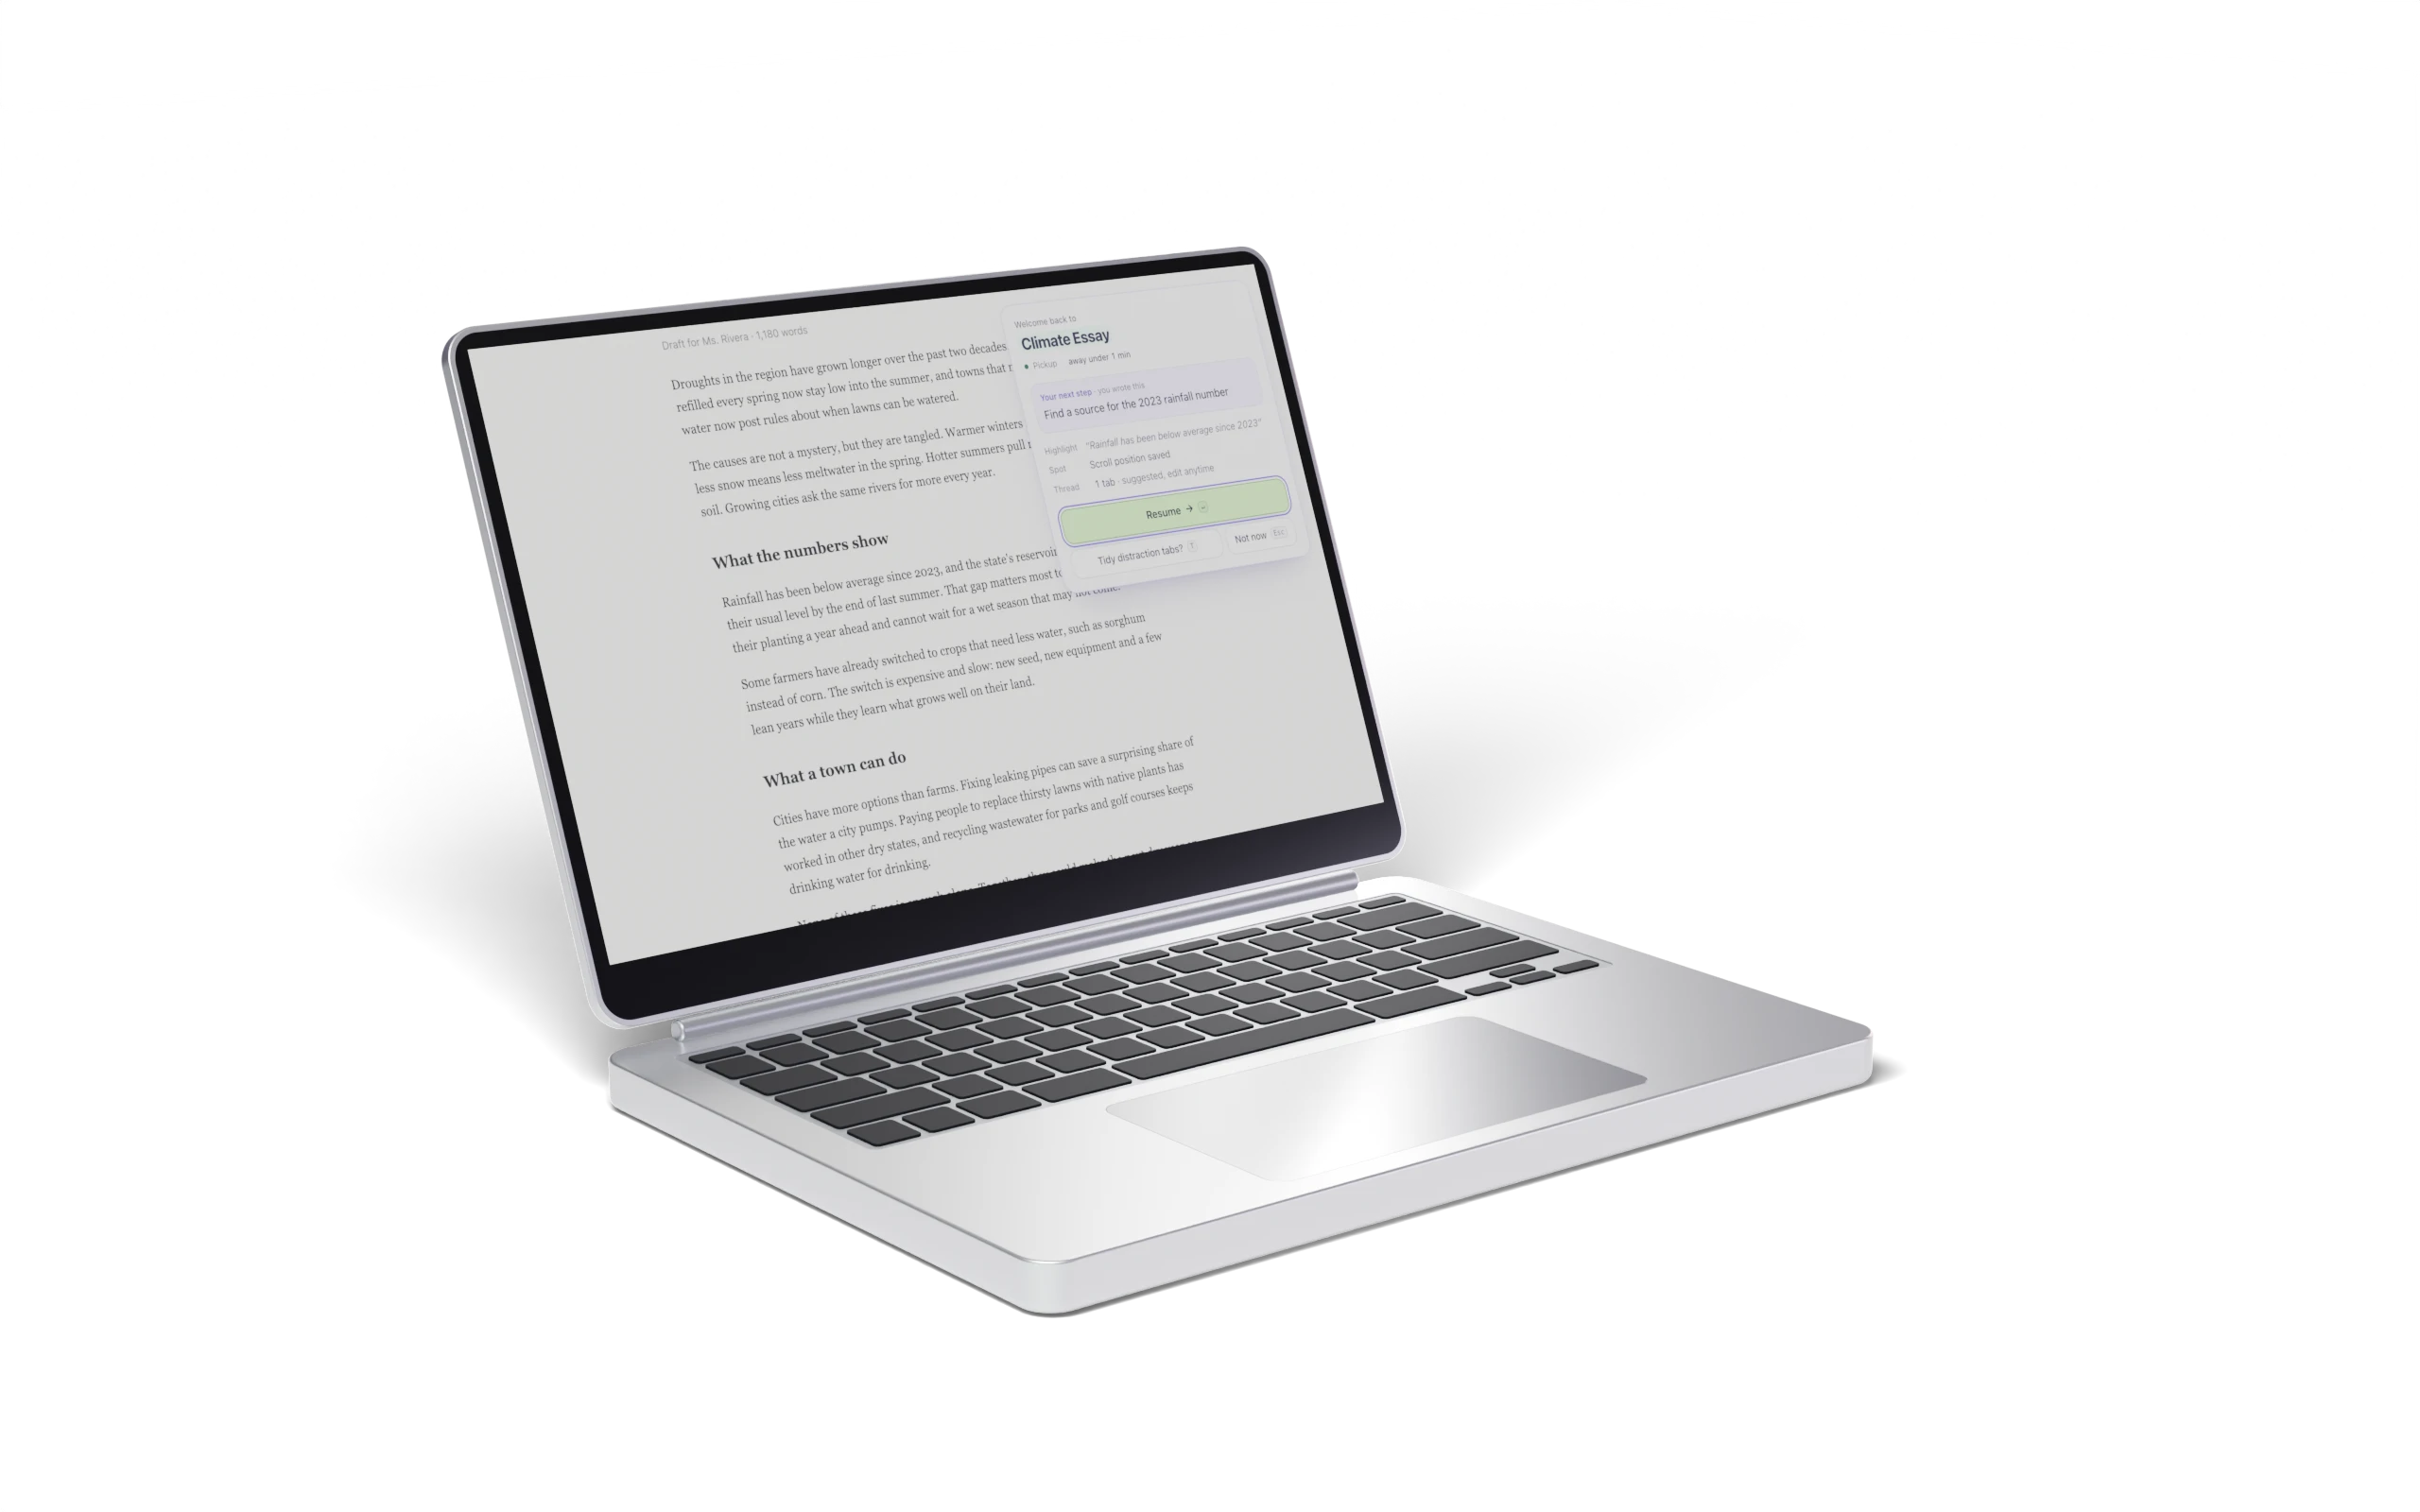 Draft for Ms. Rivera · 1,180 words
Droughts in the region have grown longer over the past two decades
refilled every spring now stay low into the summer, and towns that
water now post rules about when lawns can be watered.
The causes are not a mystery, but they are tangled. Warmer winters
less snow means less meltwater in the spring. Hotter summers pull
soil. Growing cities ask the same rivers for more every year.
What the numbers show
Rainfall has been below average since 2023, and the state's
their usual level by the end of last summer. That gap matters most
their planting a year ahead and cannot wait for a wet season that may not come.
Some farmers have already switched to crops that need less water, such as sorghum
instead of corn. The switch is expensive and slow: new seed, new equipment and a few
lean years while they learn what grows well on their land.
What a town can do
Cities have more options than farms. Fixing leaking pipes can save a surprising share of
the water a city pumps. Paying people to replace thirsty lawns with native plants has
worked in other dry states, and recycling wastewater for parks and golf courses keeps
drinking water for drinking.
Welcome back to
Climate Essay
Pickup away under 1 min
Your next step · you wrote this
Find a source for the 2023 rainfall number
Highlight "Rainfall has been below average since 2023"
Spot Scroll position saved
Thread 1 tab · suggested, edit anytime
Resume →
Tidy distraction tabs? T
Not now Esc